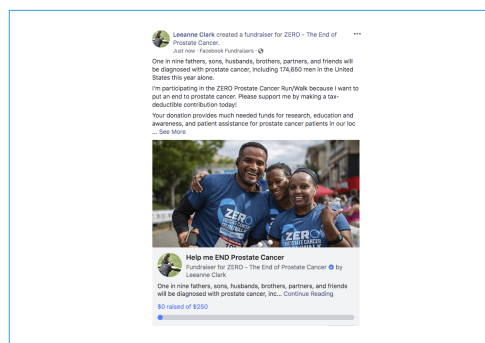 Leeanne Clark created a fundraiser for ZERO - The End of
Prostate Cancer.
Just now · Facebook Fundraisers ·
One in nine fathers, sons, husbands, brothers, partners, and friends will
be diagnosed with prostate cancer, including 174,650 men in the United
States this year alone.
I'm participating in the ZERO Prostate Cancer Run/Walk because I want to
put an end to prostate cancer. Please support me by making a tax-
deductible contribution today!
Your donation provides much needed funds for research, education and
awareness, and patient assistance for prostate cancer patients in our loc
... See More
ZERO
PROSTATE CANCER
RUN/WALK
ZERO
PROSTATE CANCER
RUN/WALK
Help me END Prostate Cancer
Fundraiser for ZERO - The End of Prostate Cancer by
Leeanne Clark
One in nine fathers, sons, husbands, brothers, partners, and friends
will be diagnosed with prostate cancer, inc... Continue Reading
$0 raised of $250